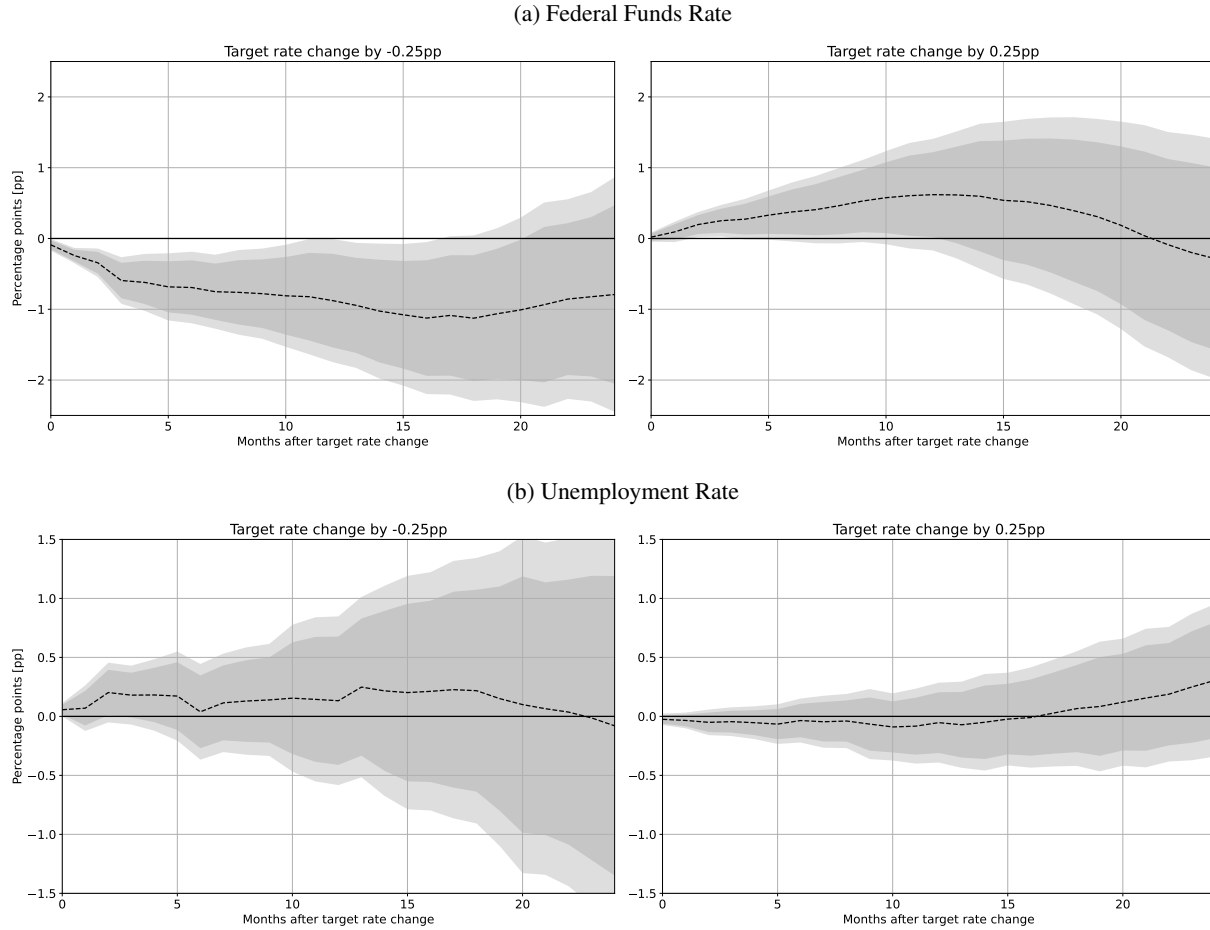 (a) Federal Funds Rate
Target rate change by -0.25pp
Percentage points [pp]
2
1
0
−1
−2
0 5 10 15 20
Months after target rate change
Target rate change by 0.25pp
2
1
0
−1
−2
0 5 10 15 20
Months after target rate change
(b) Unemployment Rate
Target rate change by -0.25pp
Percentage points [pp]
1.5
1.0
0.5
0.0
−0.5
−1.0
−1.5
0 5 10 15 20
Months after target rate change
Target rate change by 0.25pp
1.5
1.0
0.5
0.0
−0.5
−1.0
−1.5
0 5 10 15 20
Months after target rate change